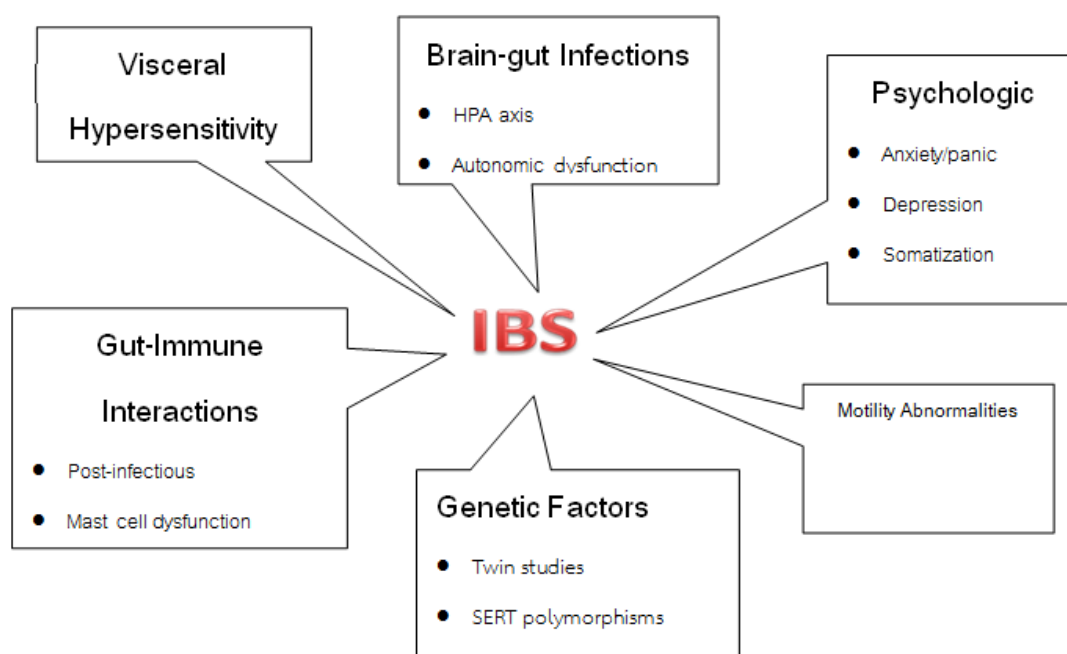 Visceral
Hypersensitivity
Brain-gut Infections
● HPA axis
● Autonomic dysfunction
Psychologic
● Anxiety/panic
● Depression
● Somatization
IBS
Gut-Immune
Interactions
● Post-infectious
● Mast cell dysfunction
Motility Abnormalities
Genetic Factors
● Twin studies
● SERT polymorphisms